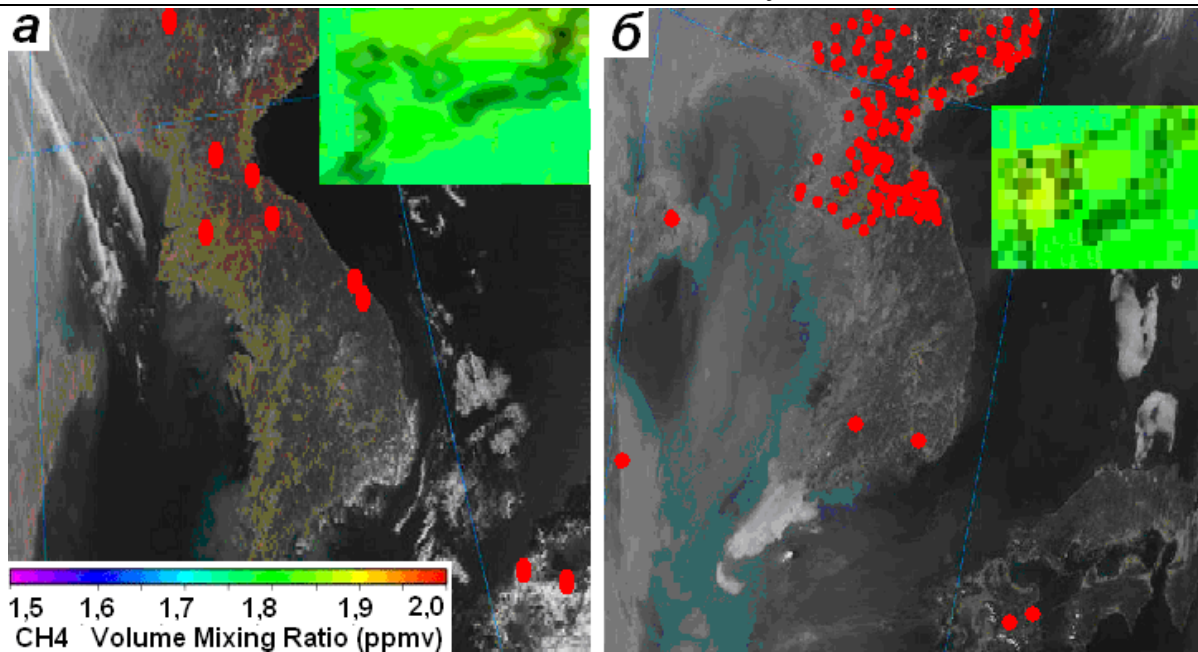 а
б
1,5 1,6 1,7 1,8 1,9 2,0
CH4 Volume Mixing Ratio (ppmv)